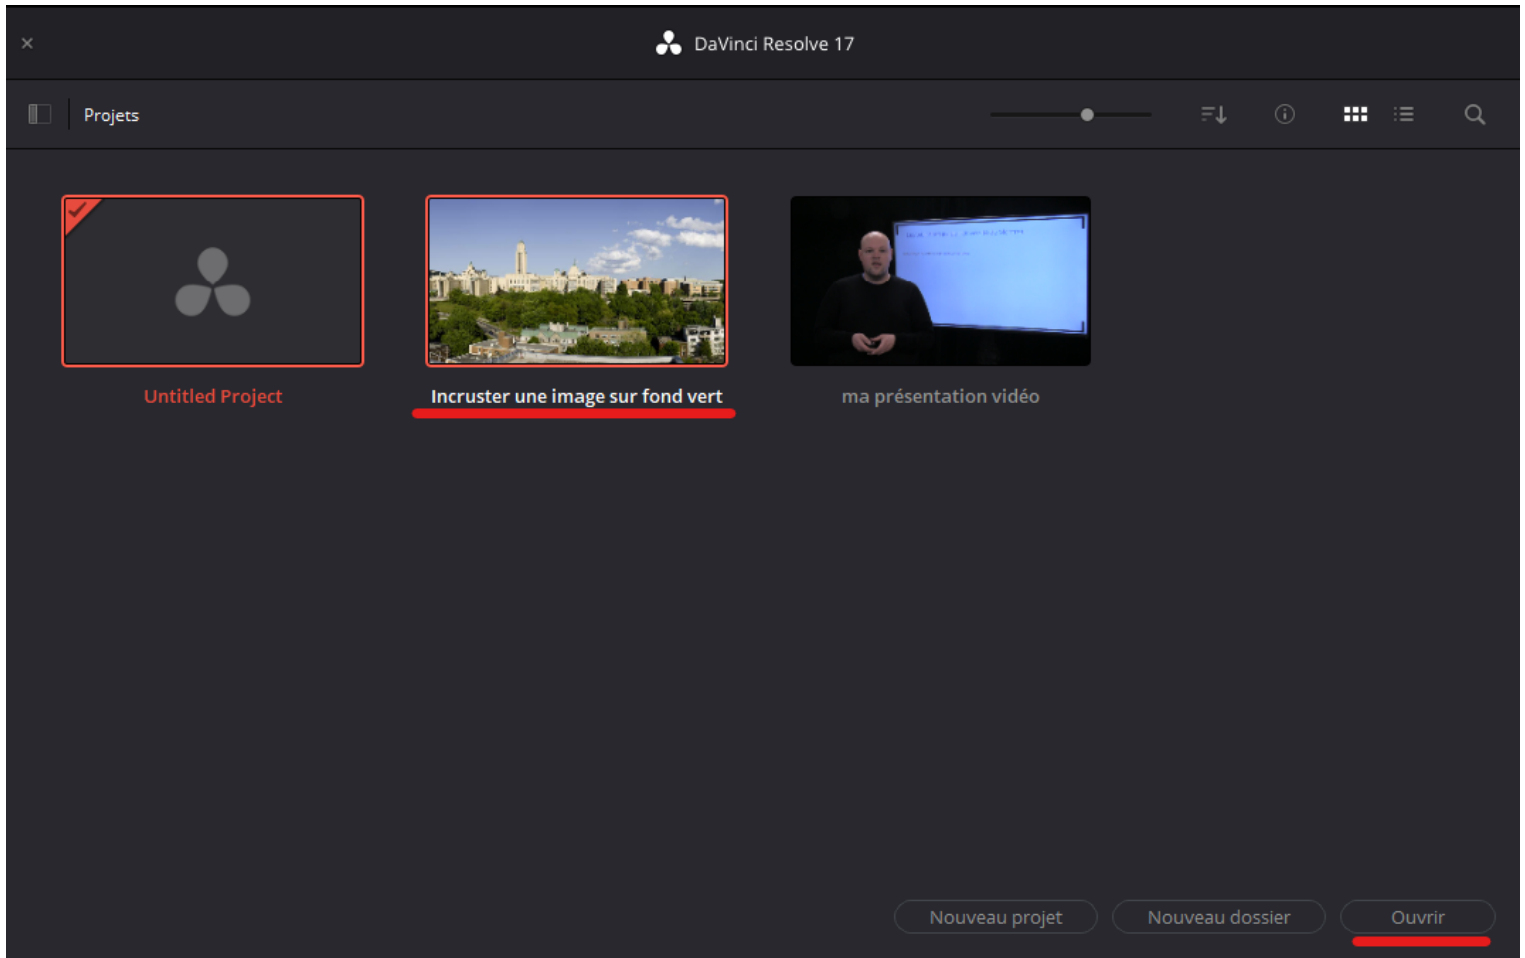 DaVinci Resolve 17
Projets
Untitled Project
Incruster une image sur fond vert
ma présentation vidéo
Nouveau projet
Nouveau dossier
Ouvrir